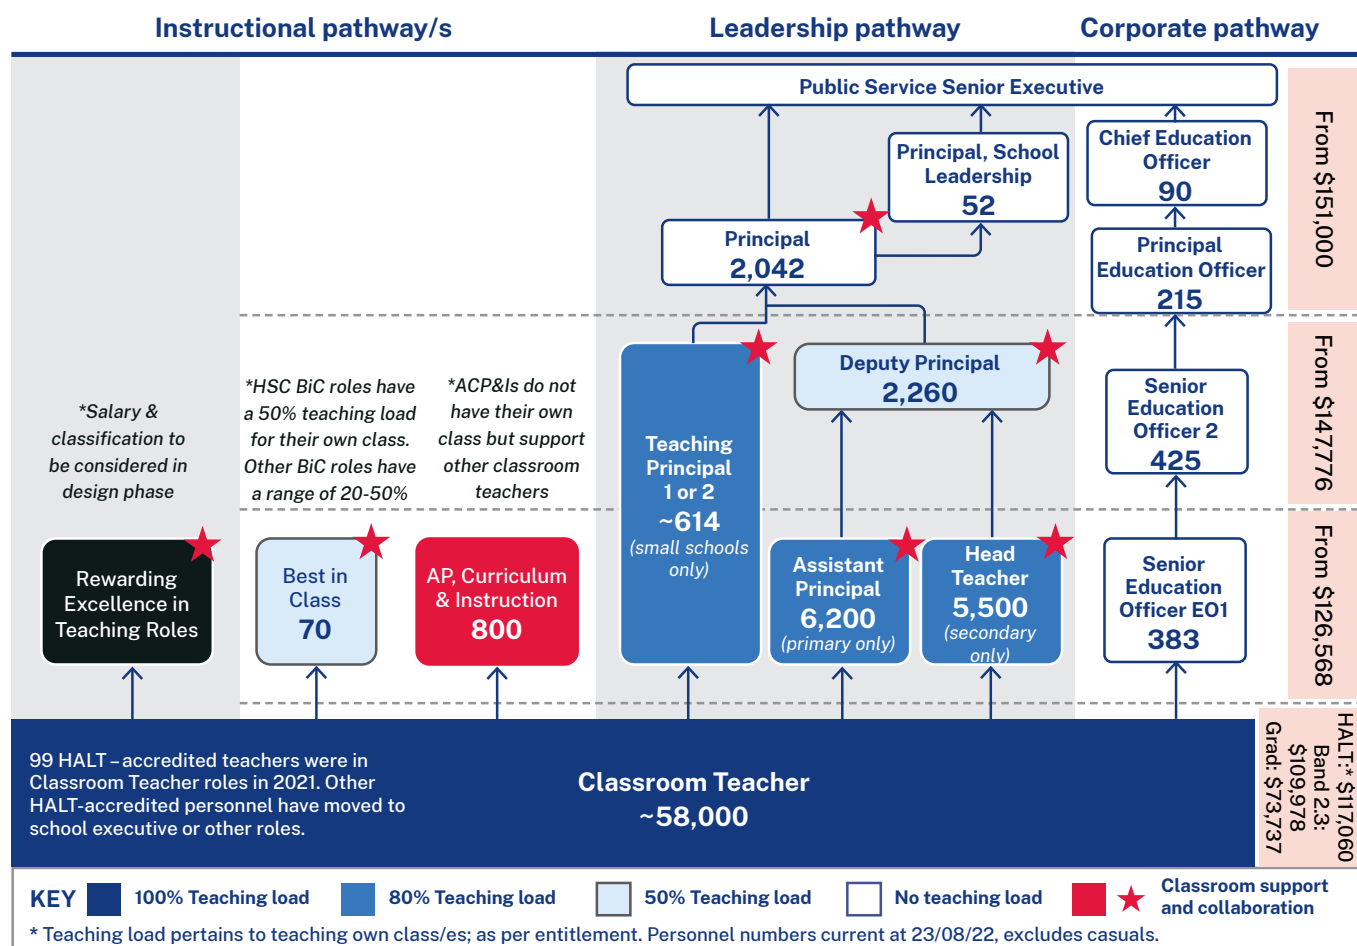 Instructional pathway/s
Leadership pathway
Corporate pathway
Public Service Senior Executive
Principal, School
Leadership
52
Chief Education
Officer
90
Principal
2,042
Principal
Education Officer
215
From $151,000
*Salary &
classification to
be considered in
design phase
*HSC BiC roles have
a 50% teaching load
for their own class.
Other BiC roles have
a range of 20-50%
*ACP&Is do not
have their own
class but support
other classroom
teachers
Teaching
Principal
1 or 2
~614
(small schools
only)
Deputy Principal
2,260
Senior
Education
Officer 2
425
From $147,776
Rewarding
Excellence in
Teaching Roles
Best in
Class
70
AP, Curriculum
& Instruction
800
Assistant
Principal
6,200
(primary only)
Head
Teacher
5,500
(secondary
only)
Senior
Education
Officer EO1
383
From $126,568
99 HALT – accredited teachers were in
Classroom Teacher roles in 2021. Other
HALT-accredited personnel have moved to
school executive or other roles.
Classroom Teacher
~58,000
HALT:* $117,060
Band 2.3:
$109,978
Grad: $73,737
KEY
100% Teaching load
80% Teaching load
50% Teaching load
No teaching load
Classroom support
and collaboration
* Teaching load pertains to teaching own class/es; as per entitlement. Personnel numbers current at 23/08/22, excludes casuals.